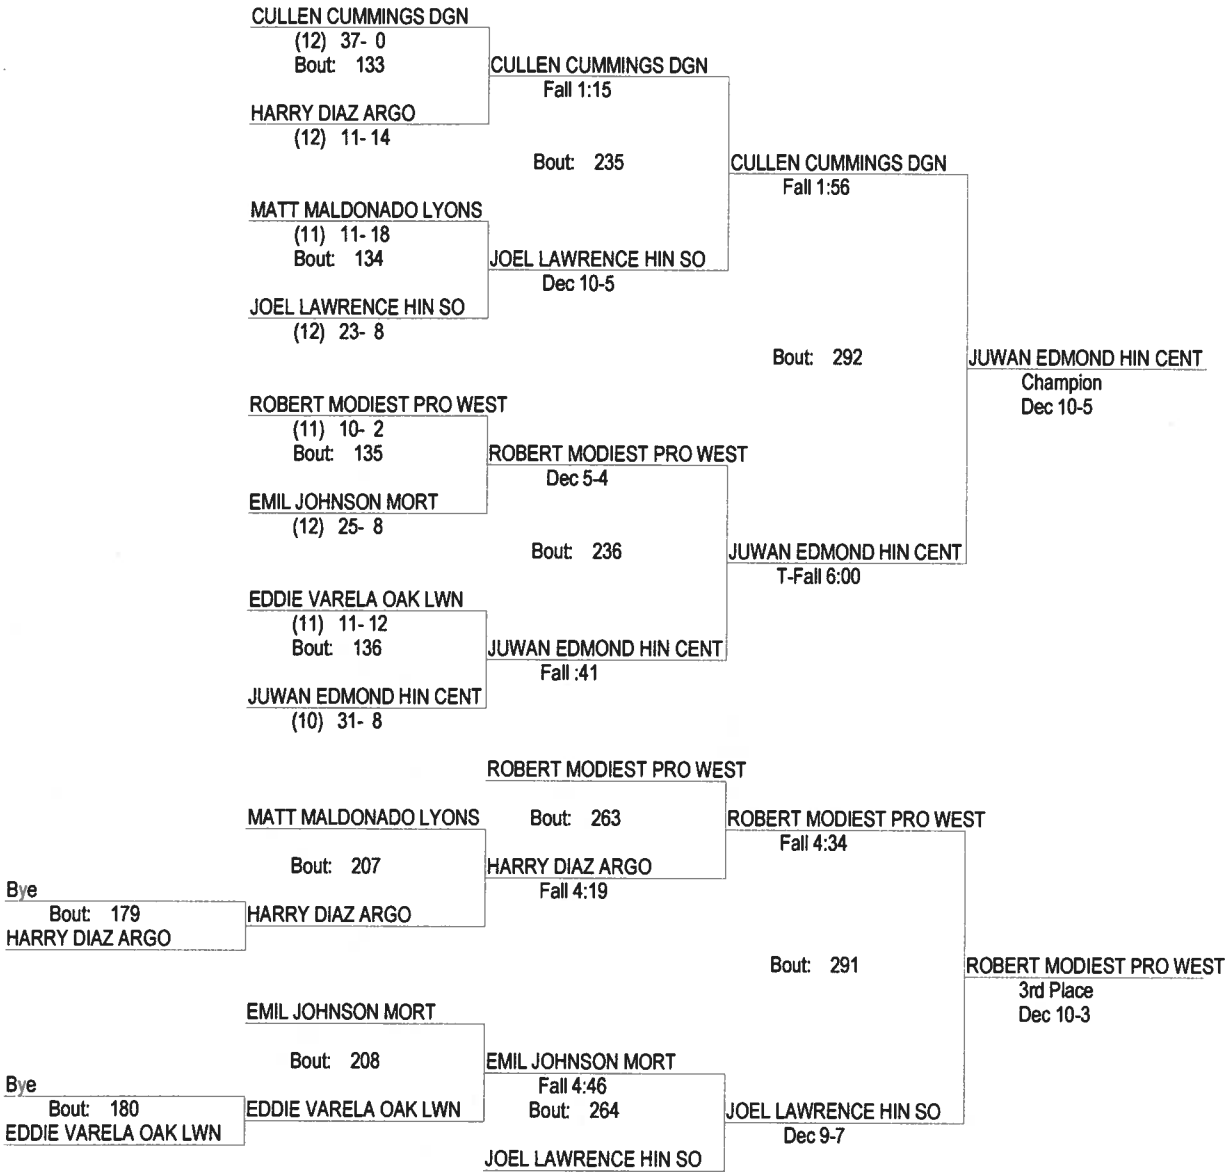 CULLEN CUMMINGS DGN
(12) 37- 0
Bout: 133
CULLEN CUMMINGS DGN
Fall 1:15
HARRY DIAZ ARGO
(12) 11- 14
Bout: 235
CULLEN CUMMINGS DGN
Fall 1:56
MATT MALDONADO LYONS
(11) 11- 18
Bout: 134
JOEL LAWRENCE HIN SO
Dec 10-5
JOEL LAWRENCE HIN SO
(12) 23- 8
Bout: 292
JUWAN EDMOND HIN CENT
Champion
Dec 10-5
ROBERT MODIEST PRO WEST
(11) 10- 2
Bout: 135
ROBERT MODIEST PRO WEST
Dec 5-4
EMIL JOHNSON MORT
(12) 25- 8
Bout: 236
JUWAN EDMOND HIN CENT
T-Fall 6:00
EDDIE VARELA OAK LWN
(11) 11- 12
Bout: 136
JUWAN EDMOND HIN CENT
Fall :41
JUWAN EDMOND HIN CENT
(10) 31- 8
ROBERT MODIEST PRO WEST
MATT MALDONADO LYONS
Bout: 263
ROBERT MODIEST PRO WEST
Fall 4:34
Bout: 207
HARRY DIAZ ARGO
Fall 4:19
Bye
Bout: 179
HARRY DIAZ ARGO
HARRY DIAZ ARGO
Bout: 291
ROBERT MODIEST PRO WEST
3rd Place
Dec 10-3
EMIL JOHNSON MORT
Bout: 208
EMIL JOHNSON MORT
Fall 4:46
Bye
Bout: 180
EDDIE VARELA OAK LWN
EDDIE VARELA OAK LWN
Bout: 264
JOEL LAWRENCE HIN SO
Dec 9-7
JOEL LAWRENCE HIN SO